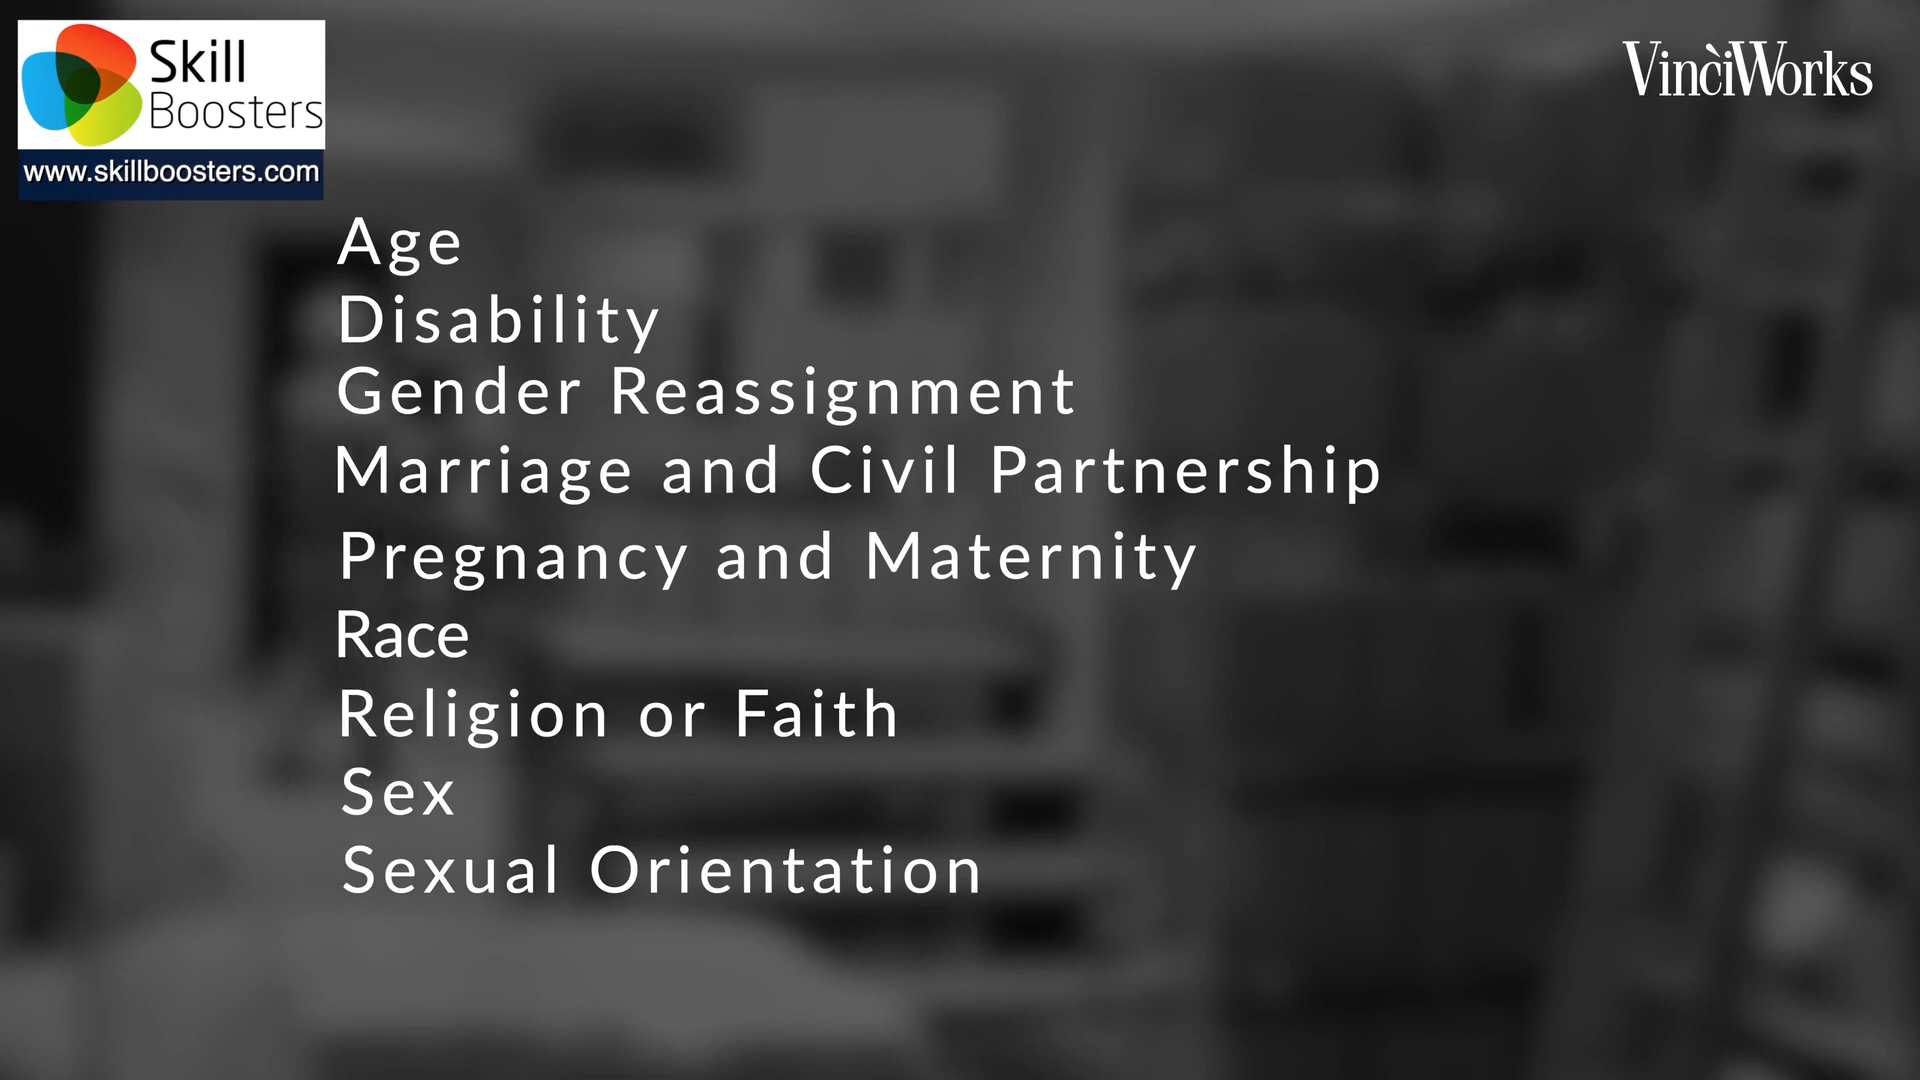 Skill
Boosters
www.skillboosters.com
VinciWorks
Age
Disability
Gender Reassignment
Marriage and Civil Partnership
Pregnancy and Maternity
Race
Religion or Faith
Sex
Sexual Orientation